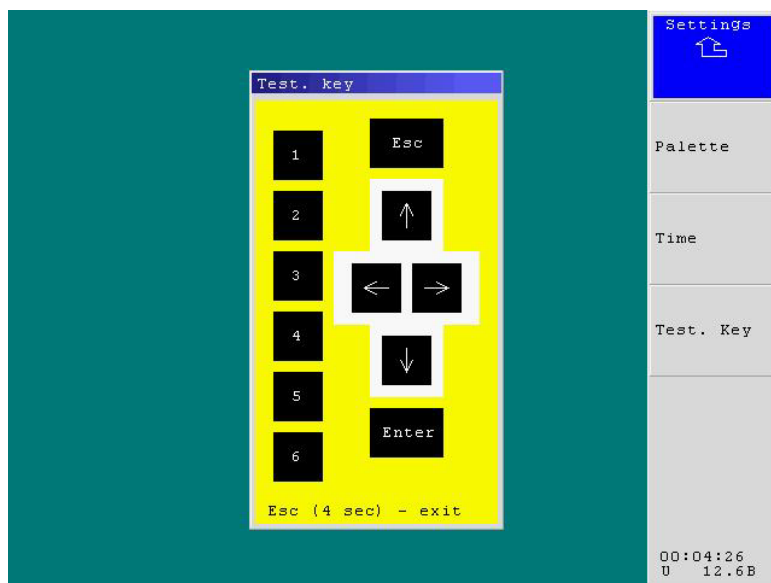 Test. key
1
2
3
4
5
6
Esc
Enter
Esc (4 sec) - exit
Settings
Palette
Time
Test. Key
00:04:26
U 12.6B